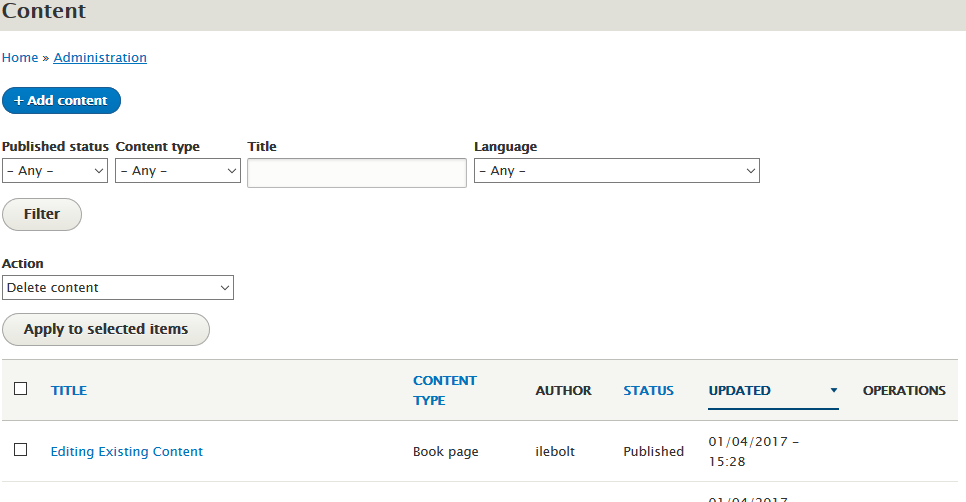 Content
Home » Administration
+ Add content
Published status Content type Title Language
– Any – – Any – – Any –
Filter
Action
Delete content
Apply to selected items
TITLE CONTENT TYPE AUTHOR STATUS UPDATED OPERATIONS
Editing Existing Content Book page ilebolt Published 01/04/2017 –
15:28
01/04/2017 –